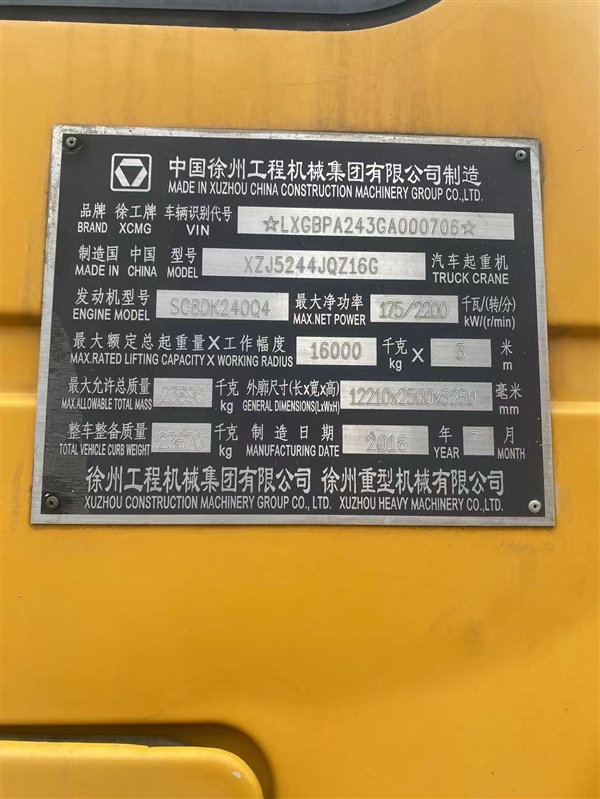 中国徐州工程机械集团有限公司制造
MADE IN XUZHOU CHINA CONSTRUCTION MACHINERY GROUP CO.,LTD.
品牌 徐工牌 车辆识别代号 ☆LXGBPA243GA000706☆
BRAND XCMG VIN
制造国 中国 型号 XZJ5244JQZ16G 汽车起重机
MADE IN CHINA MODEL TRUCK CRANE
发动机型号 SC8DK240Q4 最大净功率 175/2200 千瓦/(转/分)
ENGINE MODEL MAX.NET POWER kW/(r/min)
最大额定总起重量×工作幅度 16000 千克 × 3 米
MAX.RATED LIFTING CAPACITY × WORKING RADIUS kg m
最大允许总质量 千克 外廓尺寸(长×宽×高) 12210x2500x3250 毫米
MAX ALLOWABLE TOTAL MASS kg GENERAL DIMENSIONS(LxWxH) mm
整车整备质量 23670 千克 制造日期 2016 年 月
TOTAL VEHICLE CURB WEIGHT kg MANUFACTURING DATE YEAR MONTH
徐州工程机械集团有限公司 徐州重型机械有限公司
XUZHOU CONSTRUCTION MACHINERY GROUP CO., LTD. XUZHOU HEAVY MACHINERY CO.,LTD.